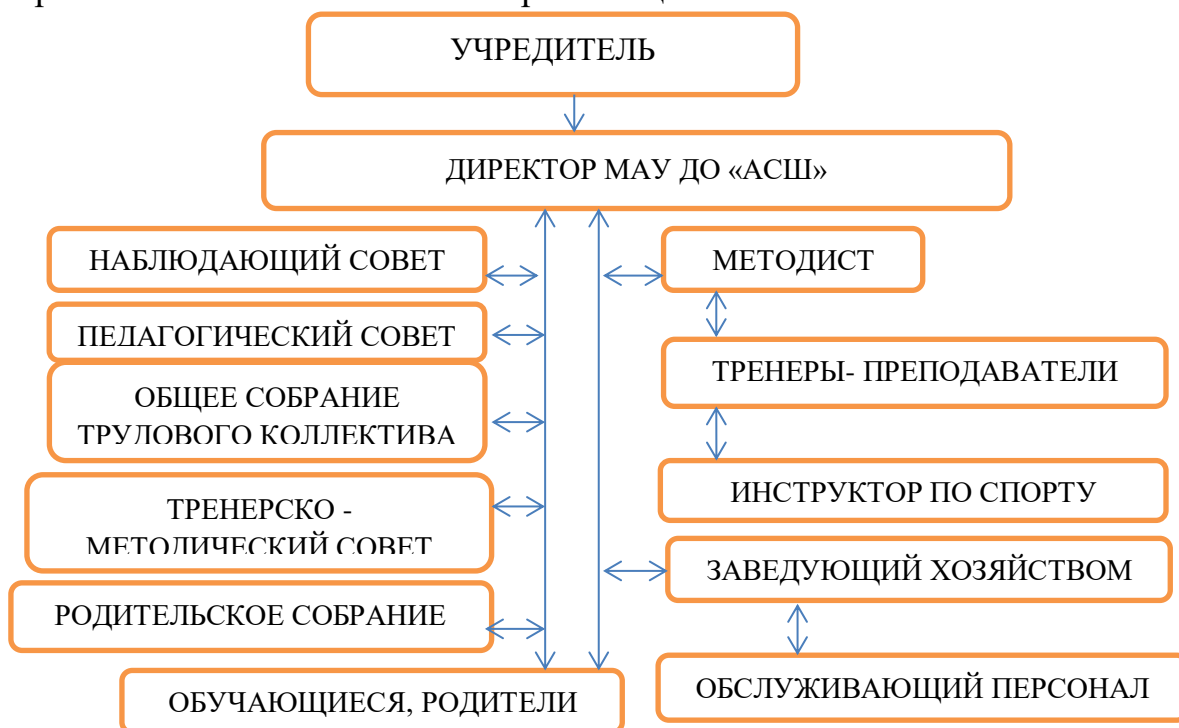 УЧРЕДИТЕЛЬ
ДИРЕКТОР МАУ ДО «АСШ»
НАБЛЮДАЮЩИЙ СОВЕТ
МЕТОДИСТ
ПЕДАГОГИЧЕСКИЙ СОВЕТ
ТРЕНЕРЫ- ПРЕПОДАВАТЕЛИ
ОБЩЕЕ СОБРАНИЕ
ТРУДОВОГО КОЛЛЕКТИВА
ИНСТРУКТОР ПО СПОРТУ
ТРЕНЕРСКО -
МЕТОДИЧЕСКИЙ СОВЕТ
ЗАВЕДУЮЩИЙ ХОЗЯЙСТВОМ
РОДИТЕЛЬСКОЕ СОБРАНИЕ
ОБСЛУЖИВАЮЩИЙ ПЕРСОНАЛ
ОБУЧАЮЩИЕСЯ, РОДИТЕЛИ